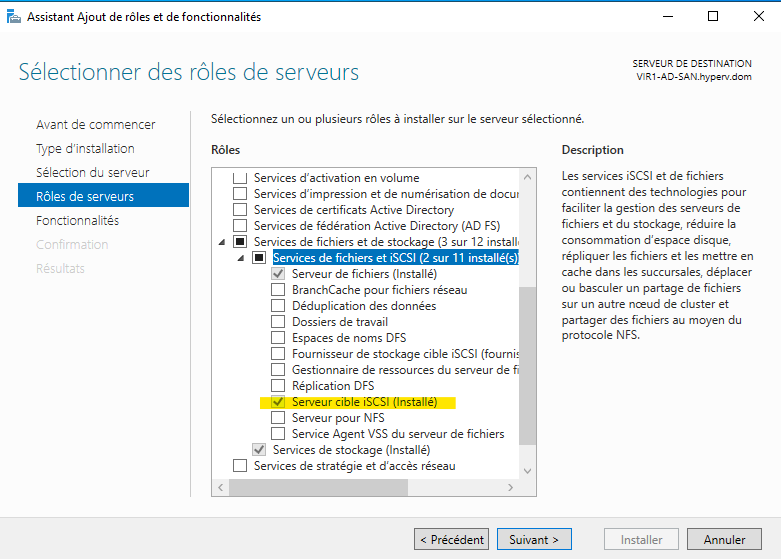 Assistant Ajout de rôles et de fonctionnalités
Sélectionner des rôles de serveurs
SERVEUR DE DESTINATION
VIR1-AD-SAN.hyperv.dom
Avant de commencer
Type d'installation
Sélection du serveur
Rôles de serveurs
Fonctionnalités
Confirmation
Résultats
Sélectionnez un ou plusieurs rôles à installer sur le serveur sélectionné.
Rôles
Services d'activation en volume
Services d'impression et de numérisation de docu
Services de certificats Active Directory
Services de fédération Active Directory (AD FS)
Services de fichiers et de stockage (3 sur 12 install
Services de fichiers et iSCSI (2 sur 11 installé(s)
Serveur de fichiers (Installé)
BranchCache pour fichiers réseau
Déduplication des données
Dossiers de travail
Espaces de noms DFS
Fournisseur de stockage cible iSCSI (fournis
Gestionnaire de ressources du serveur de fi
Réplication DFS
Serveur cible iSCSI (Installé)
Serveur pour NFS
Service Agent VSS du serveur de fichiers
Services de stockage (Installé)
Services de stratégie et d'accès réseau
Description
Les services iSCSI et de fichiers
contiennent des technologies pour
faciliter la gestion des serveurs de
fichiers et du stockage, réduire la
consommation d'espace disque,
répliquer les fichiers et les mettre en
cache dans les succursales, déplacer
ou basculer un partage de fichiers
sur un autre nœud de cluster et
partager des fichiers au moyen du
protocole NFS.
< Précédent
Suivant >
Installer
Annuler